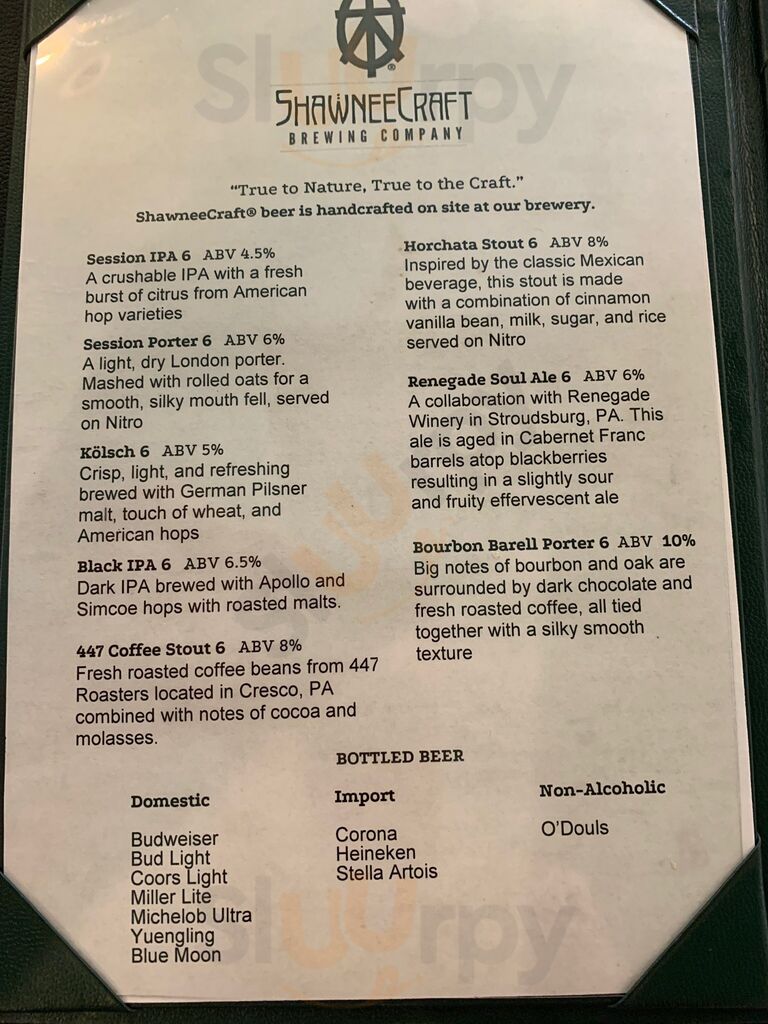 SHAWNEECRAFT
BREWING COMPANY
"True to Nature, True to the Craft."
ShawneeCraft® beer is handcrafted on site at our brewery.
Session IPA 6 ABV 4.5%
A crushable IPA with a fresh
burst of citrus from American
hop varieties
Session Porter 6 ABV 6%
A light, dry London porter.
Mashed with rolled oats for a
smooth, silky mouth fell, served
on Nitro
Kölsch 6 ABV 5%
Crisp, light, and refreshing
brewed with German Pilsner
malt, touch of wheat, and
American hops
Black IPA 6 ABV 6.5%
Dark IPA brewed with Apollo and
Simcoe hops with roasted malts.
447 Coffee Stout 6 ABV 8%
Fresh roasted coffee beans from 447
Roasters located in Cresco, PA
combined with notes of cocoa and
molasses.
Horchata Stout 6 ABV 8%
Inspired by the classic Mexican
beverage, this stout is made
with a combination of cinnamon
vanilla bean, milk, sugar, and rice
served on Nitro
Renegade Soul Ale 6 ABV 6%
A collaboration with Renegade
Winery in Stroudsburg, PA. This
ale is aged in Cabernet Franc
barrels atop blackberries
resulting in a slightly sour
and fruity effervescent ale
Bourbon Barell Porter 6 ABV 10%
Big notes of bourbon and oak are
surrounded by dark chocolate and
fresh roasted coffee, all tied
together with a silky smooth
texture
BOTTLED BEER
Domestic
Budweiser
Bud Light
Coors Light
Miller Lite
Michelob Ultra
Yuengling
Blue Moon
Import
Corona
Heineken
Stella Artois
Non-Alcoholic
O'Douls
Sluurpy
Sluurpy
Sluurpy